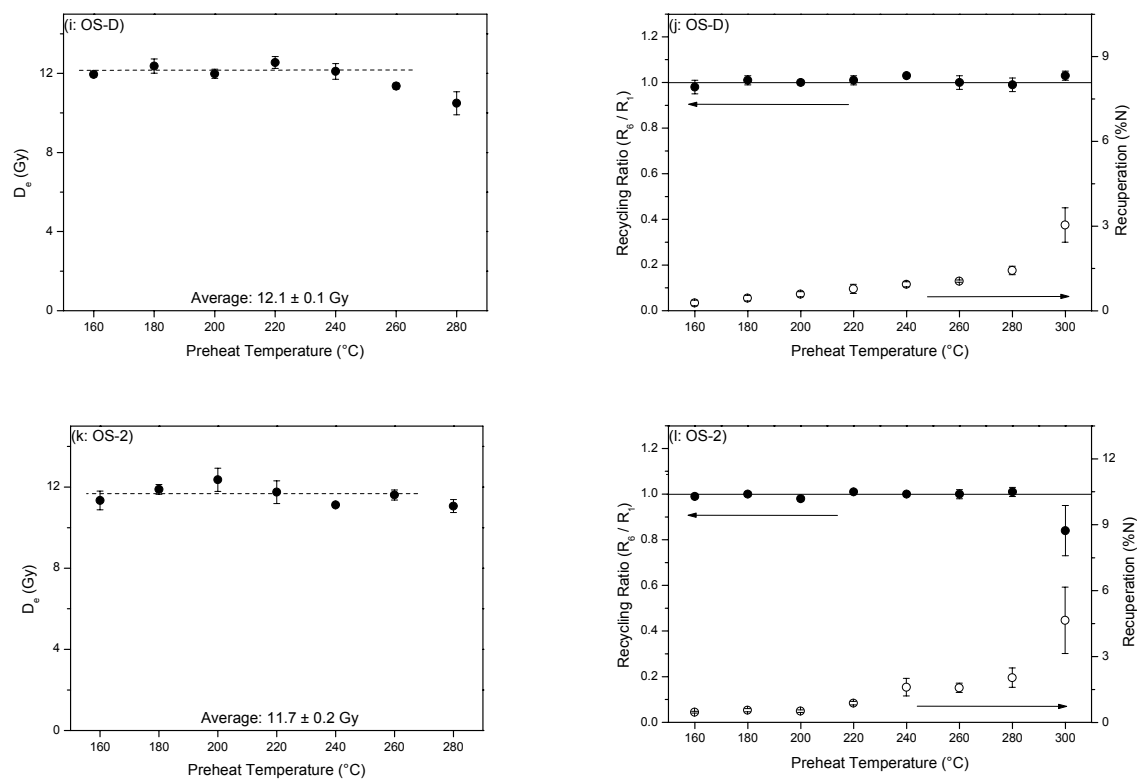 (i: OS-D)
15
12
9
6
3
0
Dₑ (Gy)
Average: 12.1 ± 0.1 Gy
160 180 200 220 240 260 280
Preheat Temperature (°C)
(j: OS-D)
1.2
1.0
0.8
0.6
0.4
0.2
0.0
Recycling Ratio (R₆ / R₁)
9
6
3
0
Recuperation (%N)
160 180 200 220 240 260 280 300
Preheat Temperature (°C)
(k: OS-2)
12
8
4
0
Dₑ (Gy)
Average: 11.7 ± 0.2 Gy
160 180 200 220 240 260 280
Preheat Temperature (°C)
(l: OS-2)
1.2
1.0
0.8
0.6
0.4
0.2
0.0
Recycling Ratio (R₆ / R₁)
12
9
6
3
0
Recuperation (%N)
160 180 200 220 240 260 280 300
Preheat Temperature (°C)